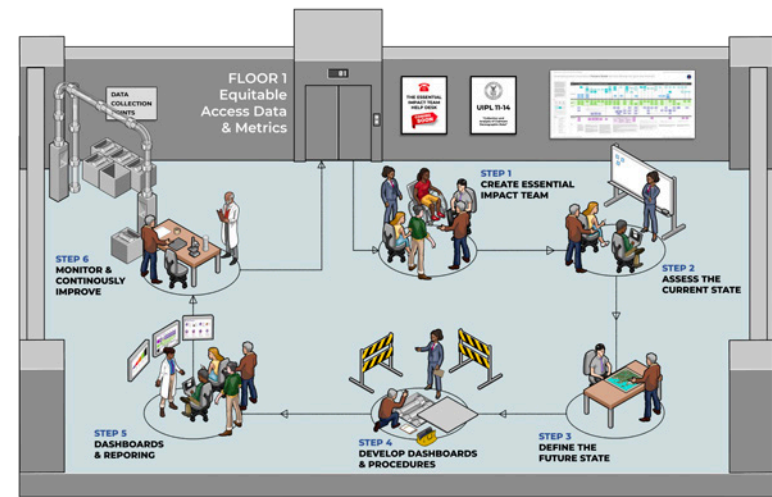 FLOOR 1
Equitable
Access Data
& Metrics
DATA
COLLECTION
POINTS
THE ESSENTIAL
IMPACT TEAM
HELP DESK
COMING
SOON
UIPL 11-14
STEP 1
CREATE ESSENTIAL
IMPACT TEAM
STEP 2
ASSESS THE
CURRENT STATE
STEP 3
DEFINE THE
FUTURE STATE
STEP 4
DEVELOP DASHBOARDS
& PROCEDURES
STEP 5
DASHBOARDS
& REPORING
STEP 6
MONITOR &
CONTINOUSLY
IMPROVE